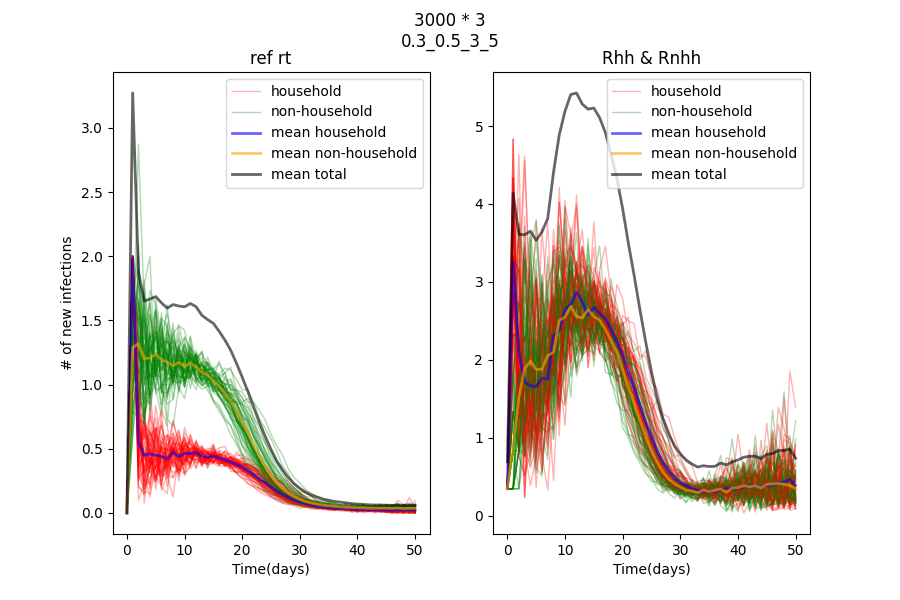 3000 * 3
0.3_0.5_3_5
ref rt
# of new infections
3.0
2.5
2.0
1.5
1.0
0.5
0.0
household
non-household
mean household
mean non-household
mean total
0 10 20 30 40 50
Time(days)
Rhh & Rnhh
5
4
3
2
1
0
household
non-household
mean household
mean non-household
mean total
0 10 20 30 40 50
Time(days)